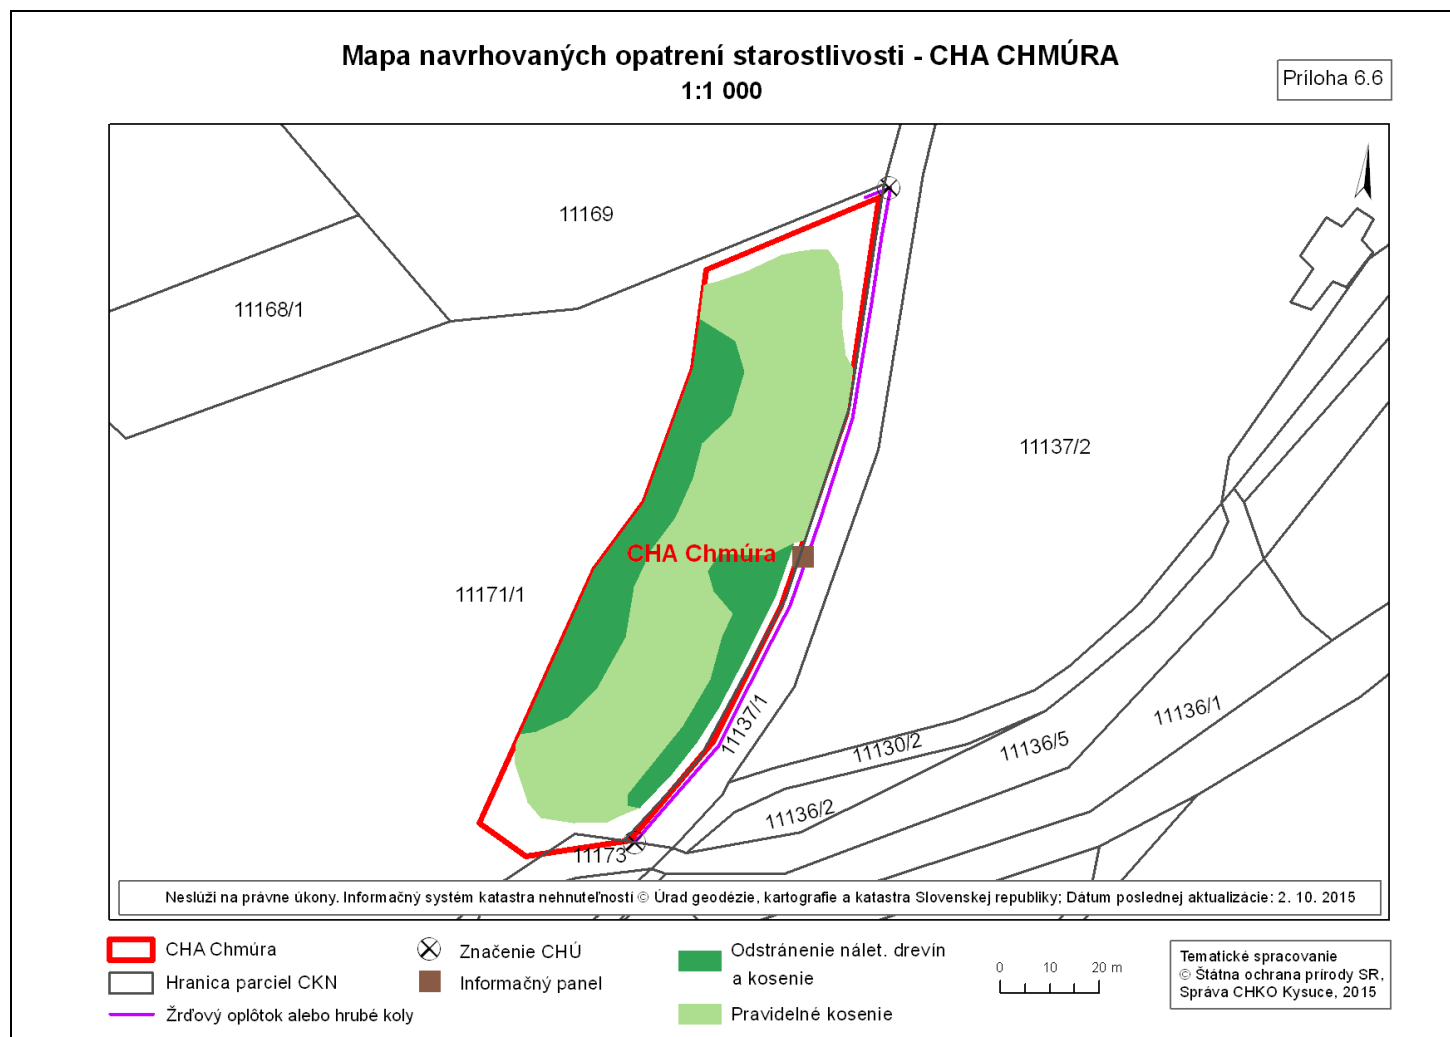 Mapa navrhovaných opatrení starostlivosti - CHA CHMÚRA
1:1 000
Príloha 6.6
11169
11168/1
11137/2
CHA Chmúra
11171/1
11137/1
11136/1
11130/2
11136/5
11136/2
11173
Neslúži na právne úkony. Informačný systém katastra nehnuteľností © Úrad geodézie, kartografie a katastra Slovenskej republiky; Dátum poslednej aktualizácie: 2. 10. 2015
CHA Chmúra
Hranica parciel CKN
Žrďový oplôtok alebo hrubé koly
Značenie CHÚ
Informačný panel
Odstránenie nálet. drevín
a kosenie
Pravidelné kosenie
0 10 20 m
Tematické spracovanie
© Štátna ochrana prírody SR,
Správa CHKO Kysuce, 2015